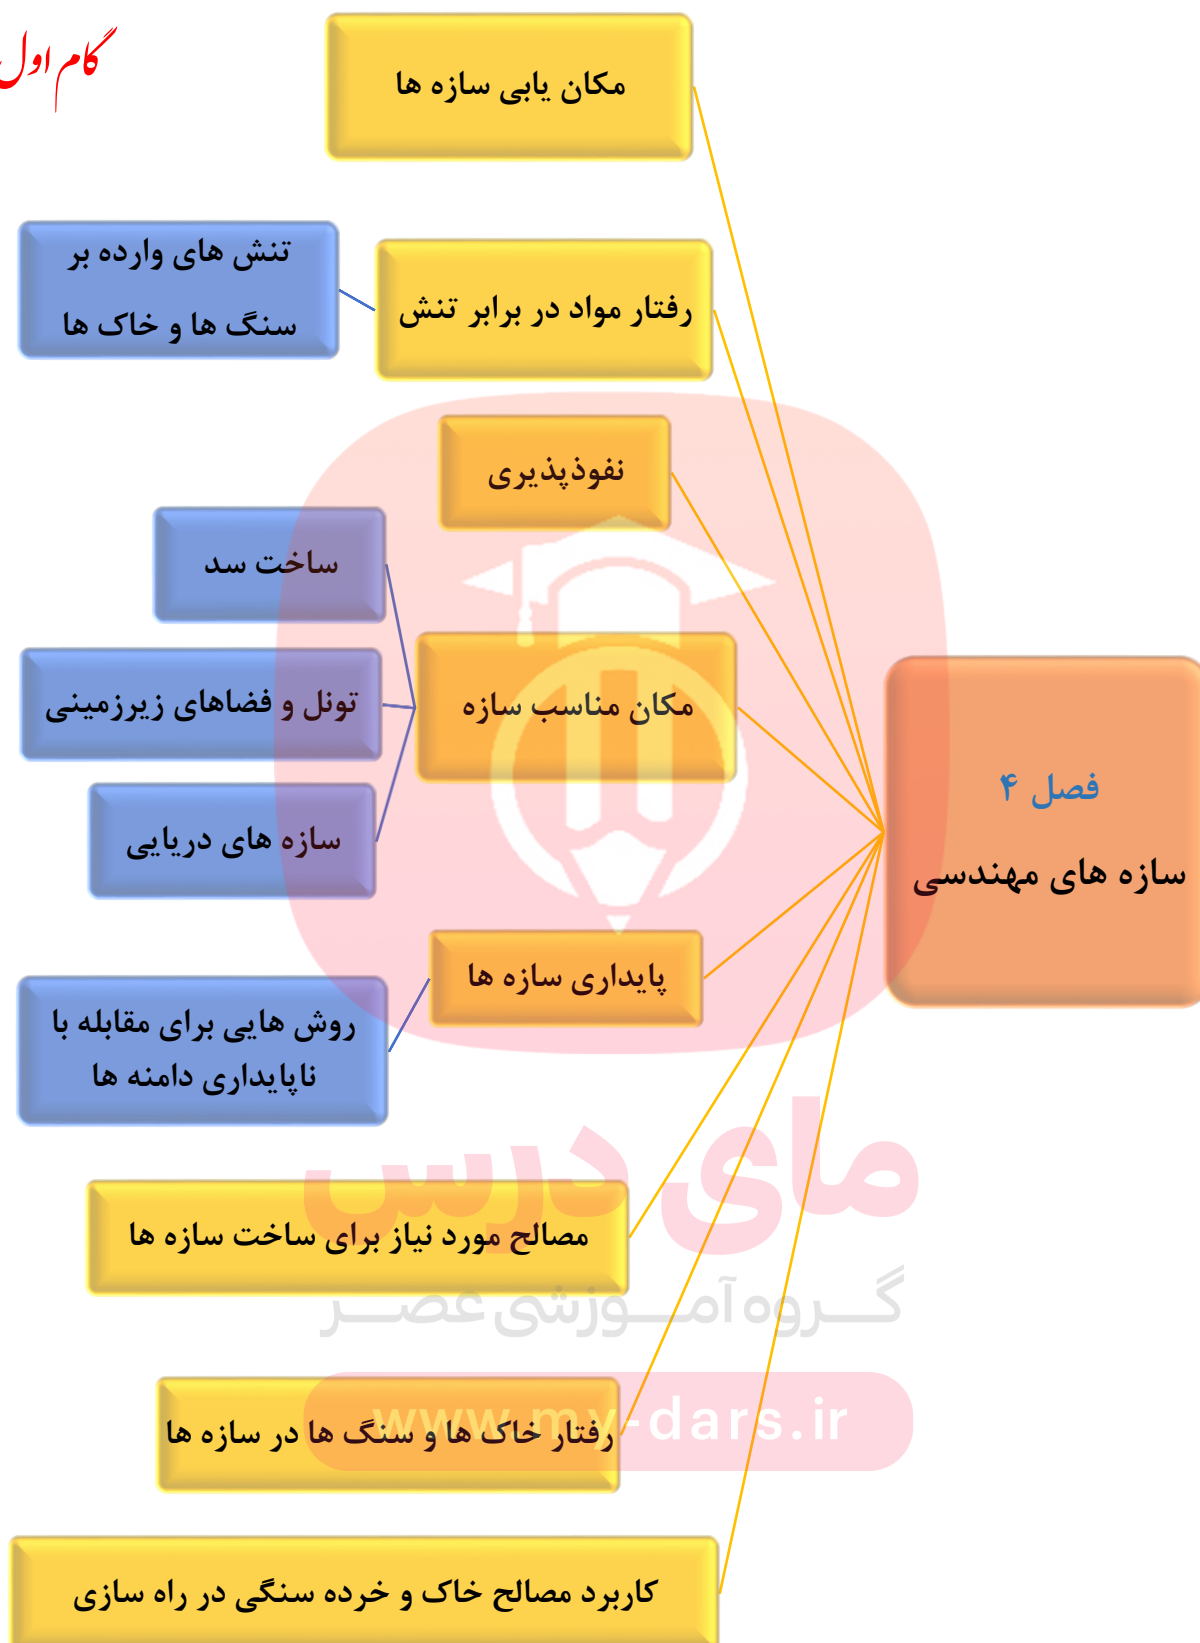 گام اول
مکان یابی سازه ها
رفتار مواد در برابر تنش
تنش های وارده بر
سنگ ها و خاک ها
نفوذپذیری
ساخت سد
مکان مناسب سازه
تونل و فضاهای زیرزمینی
سازه های دریایی
فصل ۴
سازه های مهندسی
پایداری سازه ها
روش هایی برای مقابله با
ناپایداری دامنه ها
مای درس
مصالح مورد نیاز برای ساخت سازه ها
گروه آموزشی عصر
www.my-dars.ir
رفتار خاک ها و سنگ ها در سازه ها
کاربرد مصالح خاک و خرده سنگی در راه سازی